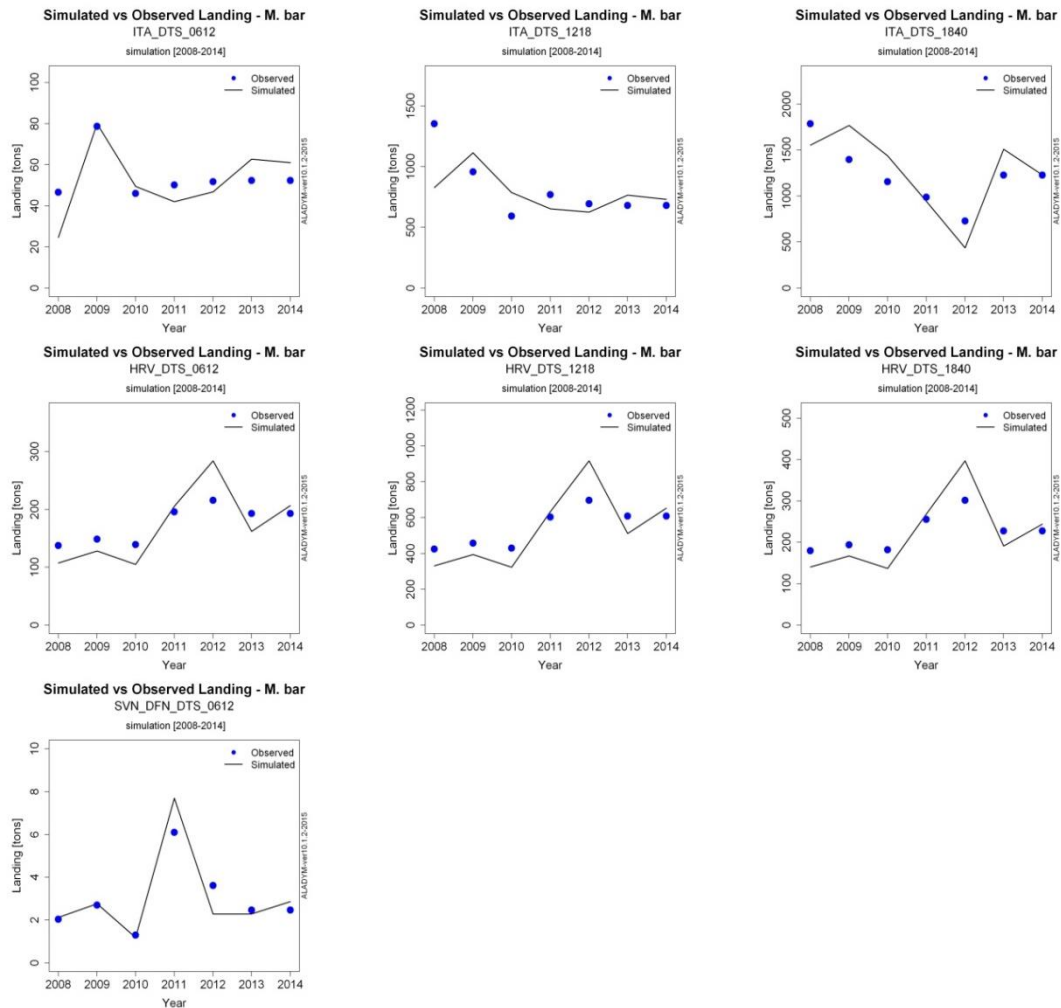 Simulated vs Observed Landing - M. bar
ITA_DTS_0612
simulation [2008-2014]
Observed
Simulated
Landing [tons]
100
80
60
40
20
0
ALADYM-ver10.1.2-2015
2008 2009 2010 2011 2012 2013 2014
Year
Simulated vs Observed Landing - M. bar
ITA_DTS_1218
simulation [2008-2014]
Observed
Simulated
Landing [tons]
1500
1000
500
0
ALADYM-ver10.1.2-2015
2008 2009 2010 2011 2012 2013 2014
Year
Simulated vs Observed Landing - M. bar
ITA_DTS_1840
simulation [2008-2014]
Observed
Simulated
Landing [tons]
2000
1500
1000
500
0
ALADYM-ver10.1.2-2015
2008 2009 2010 2011 2012 2013 2014
Year
Simulated vs Observed Landing - M. bar
HRV_DTS_0612
simulation [2008-2014]
Observed
Simulated
Landing [tons]
300
200
100
0
ALADYM-ver10.1.2-2015
2008 2009 2010 2011 2012 2013 2014
Year
Simulated vs Observed Landing - M. bar
HRV_DTS_1218
simulation [2008-2014]
Observed
Simulated
Landing [tons]
1200
1000
800
600
400
200
0
ALADYM-ver10.1.2-2015
2008 2009 2010 2011 2012 2013 2014
Year
Simulated vs Observed Landing - M. bar
HRV_DTS_1840
simulation [2008-2014]
Observed
Simulated
Landing [tons]
500
400
300
200
100
0
ALADYM-ver10.1.2-2015
2008 2009 2010 2011 2012 2013 2014
Year
Simulated vs Observed Landing - M. bar
SVN_DFN_DTS_0612
simulation [2008-2014]
Observed
Simulated
Landing [tons]
10
8
6
4
2
0
ALADYM-ver10.1.2-2015
2008 2009 2010 2011 2012 2013 2014
Year